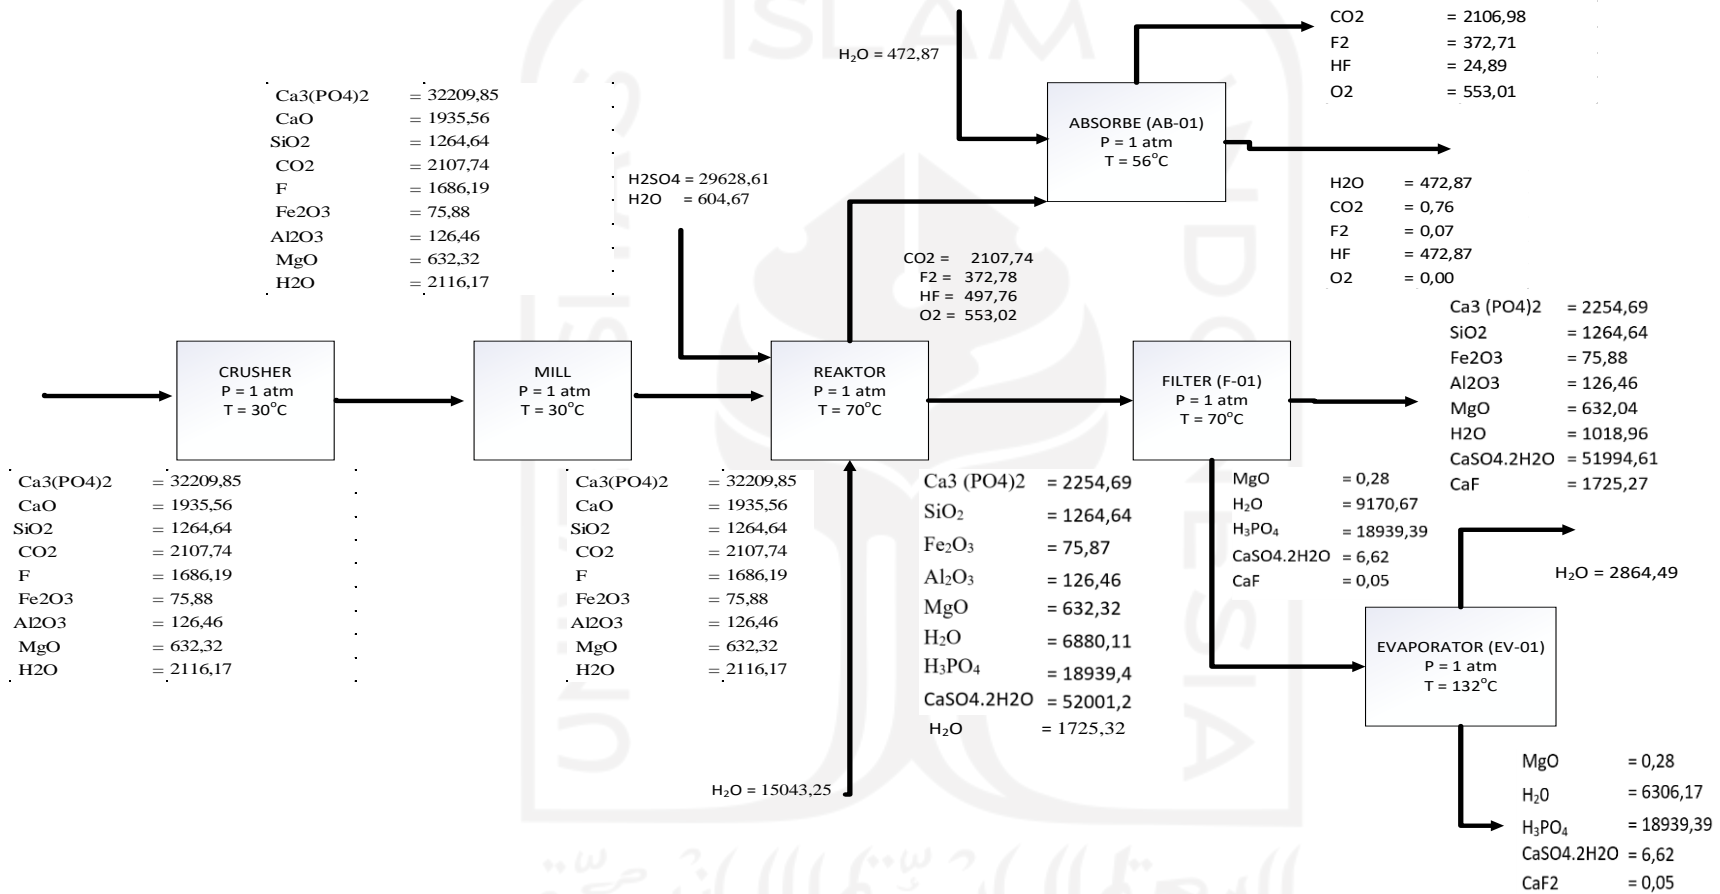 ISLAM
H₂O = 472,87
CO2 = 2106,98
F2 = 372,71
HF = 24,89
O2 = 553,01
Ca3(PO4)2 = 32209,85
CaO = 1935,56
SiO2 = 1264,64
CO2 = 2107,74
F = 1686,19
Fe2O3 = 75,88
Al2O3 = 126,46
MgO = 632,32
H2O = 2116,17
H2SO4 = 29628,61
H2O = 604,67
ABSORBE (AB-01)
P = 1 atm
T = 56°C
H2O = 472,87
CO2 = 0,76
F2 = 0,07
HF = 472,87
O2 = 0,00
CO2 = 2107,74
F2 = 372,78
HF = 497,76
O2 = 553,02
CRUSHER
P = 1 atm
T = 30°C
MILL
P = 1 atm
T = 30°C
REAKTOR
P = 1 atm
T = 70°C
FILTER (F-01)
P = 1 atm
T = 70°C
Ca3 (PO4)2 = 2254,69
SiO2 = 1264,64
Fe2O3 = 75,88
Al2O3 = 126,46
MgO = 632,04
H2O = 1018,96
CaSO4.2H2O = 51994,61
CaF = 1725,27
Ca3(PO4)2 = 32209,85
CaO = 1935,56
SiO2 = 1264,64
CO2 = 2107,74
F = 1686,19
Fe2O3 = 75,88
Al2O3 = 126,46
MgO = 632,32
H2O = 2116,17
Ca3(PO4)2 = 32209,85
CaO = 1935,56
SiO2 = 1264,64
CO2 = 2107,74
F = 1686,19
Fe2O3 = 75,88
Al2O3 = 126,46
MgO = 632,32
H2O = 2116,17
Ca3 (PO4)2 = 2254,69
SiO₂ = 1264,64
Fe₂O₃ = 75,87
Al₂O₃ = 126,46
MgO = 632,32
H₂O = 6880,11
H₃PO₄ = 18939,4
CaSO4.2H2O = 52001,2
H₂O = 1725,32
MgO = 0,28
H₂O = 9170,67
H₃PO₄ = 18939,39
CaSO4.2H2O = 6,62
CaF = 0,05
H₂O = 2864,49
EVAPORATOR (EV-01)
P = 1 atm
T = 132°C
H₂O = 15043,25
MgO = 0,28
H₂0 = 6306,17
H₃PO₄ = 18939,39
CaSO4.2H2O = 6,62
CaF2 = 0,05